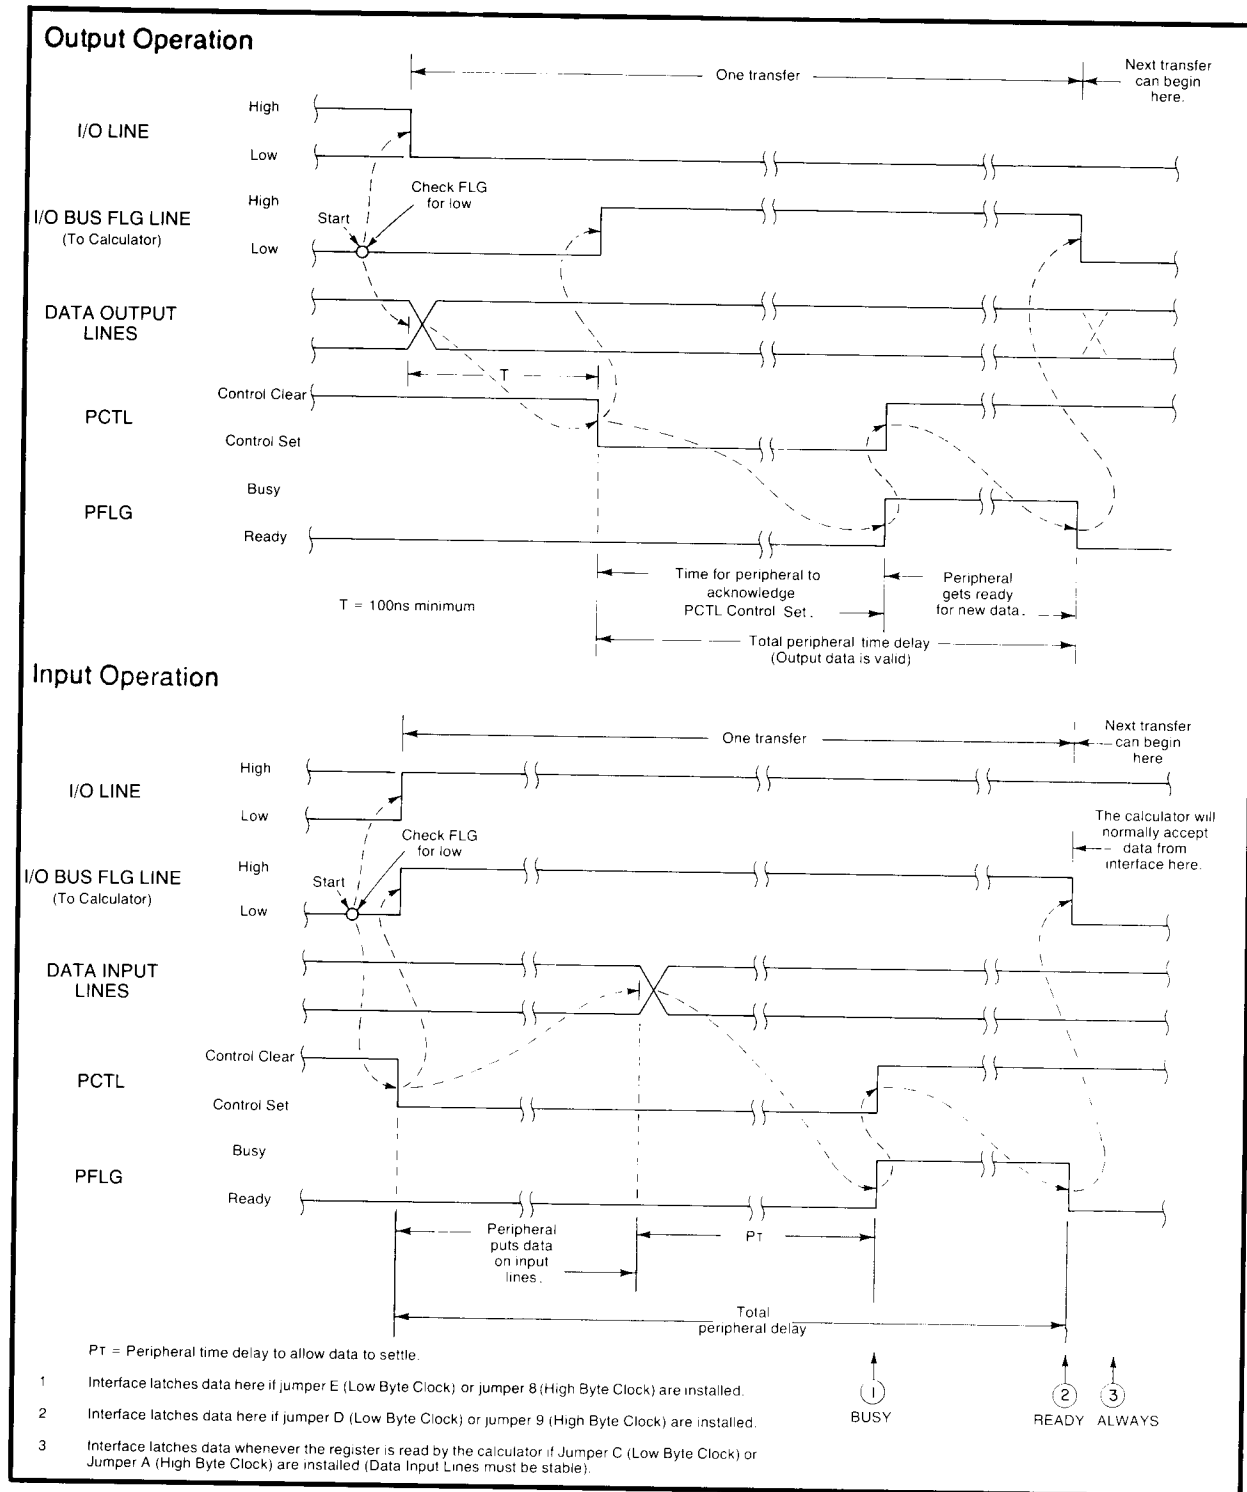 Output Operation
One transfer
Next transfer
can begin
here.
I/O LINE
High
Low
I/O BUS FLG LINE
(To Calculator)
High
Low
Start
Check FLG
for low
DATA OUTPUT
LINES
T
PCTL
Control Clear
Control Set
PFLG
Busy
Ready
T = 100ns minimum
Time for peripheral to
acknowledge
PCTL Control Set.
Peripheral
gets ready
for new data.
Total peripheral time delay
(Output data is valid)
Input Operation
One transfer
Next transfer
can begin
here
I/O LINE
High
Low
The calculator will
normally accept
data from
interface here.
I/O BUS FLG LINE
(To Calculator)
High
Low
Start
Check FLG
for low
DATA INPUT
LINES
PCTL
Control Clear
Control Set
PFLG
Busy
Ready
Peripheral
puts data
on input
lines.
PT
Total
peripheral delay
PT = Peripheral time delay to allow data to settle.
1 Interface latches data here if jumper E (Low Byte Clock) or jumper 8 (High Byte Clock) are installed.
2 Interface latches data here if jumper D (Low Byte Clock) or jumper 9 (High Byte Clock) are installed.
3 Interface latches data whenever the register is read by the calculator if Jumper C (Low Byte Clock) or
Jumper A (High Byte Clock) are installed (Data Input Lines must be stable).
1
BUSY
2
READY
3
ALWAYS